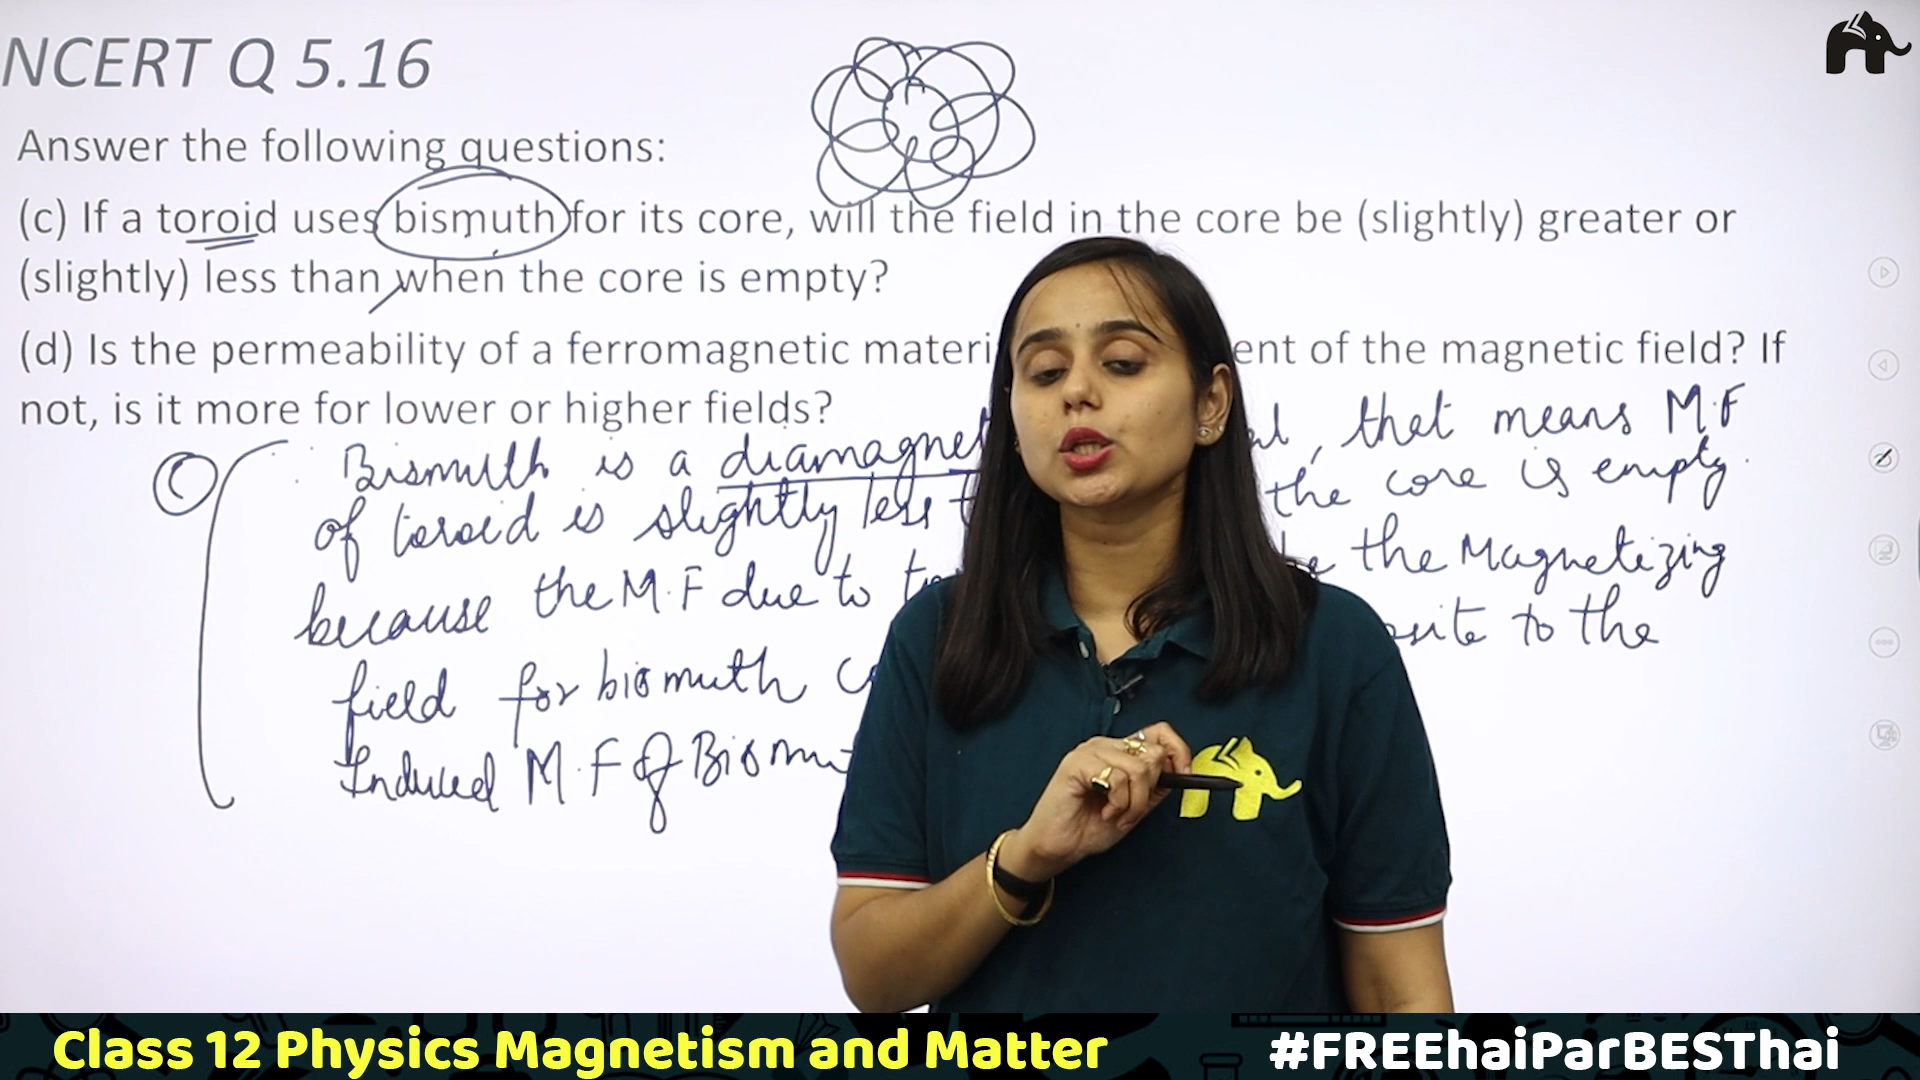 NCERT Q 5.16
Answer the following questions:
(c) If a toroid uses bismuth for its core, will the field in the core be (slightly) greater or
(slightly) less than when the core is empty?
(d) Is the permeability of a ferromagnetic materi ent of the magnetic field? If
not, is it more for lower or higher fields?
C Bismuth is a diamagnet l, that means M.F
of toroid is slightly less the core is empty.
because the M.F due to the Magnetizing
field for bismuth site to the
Induced M.F of Bismu
Class 12 Physics Magnetism and Matter
#FREEhaiParBESThai